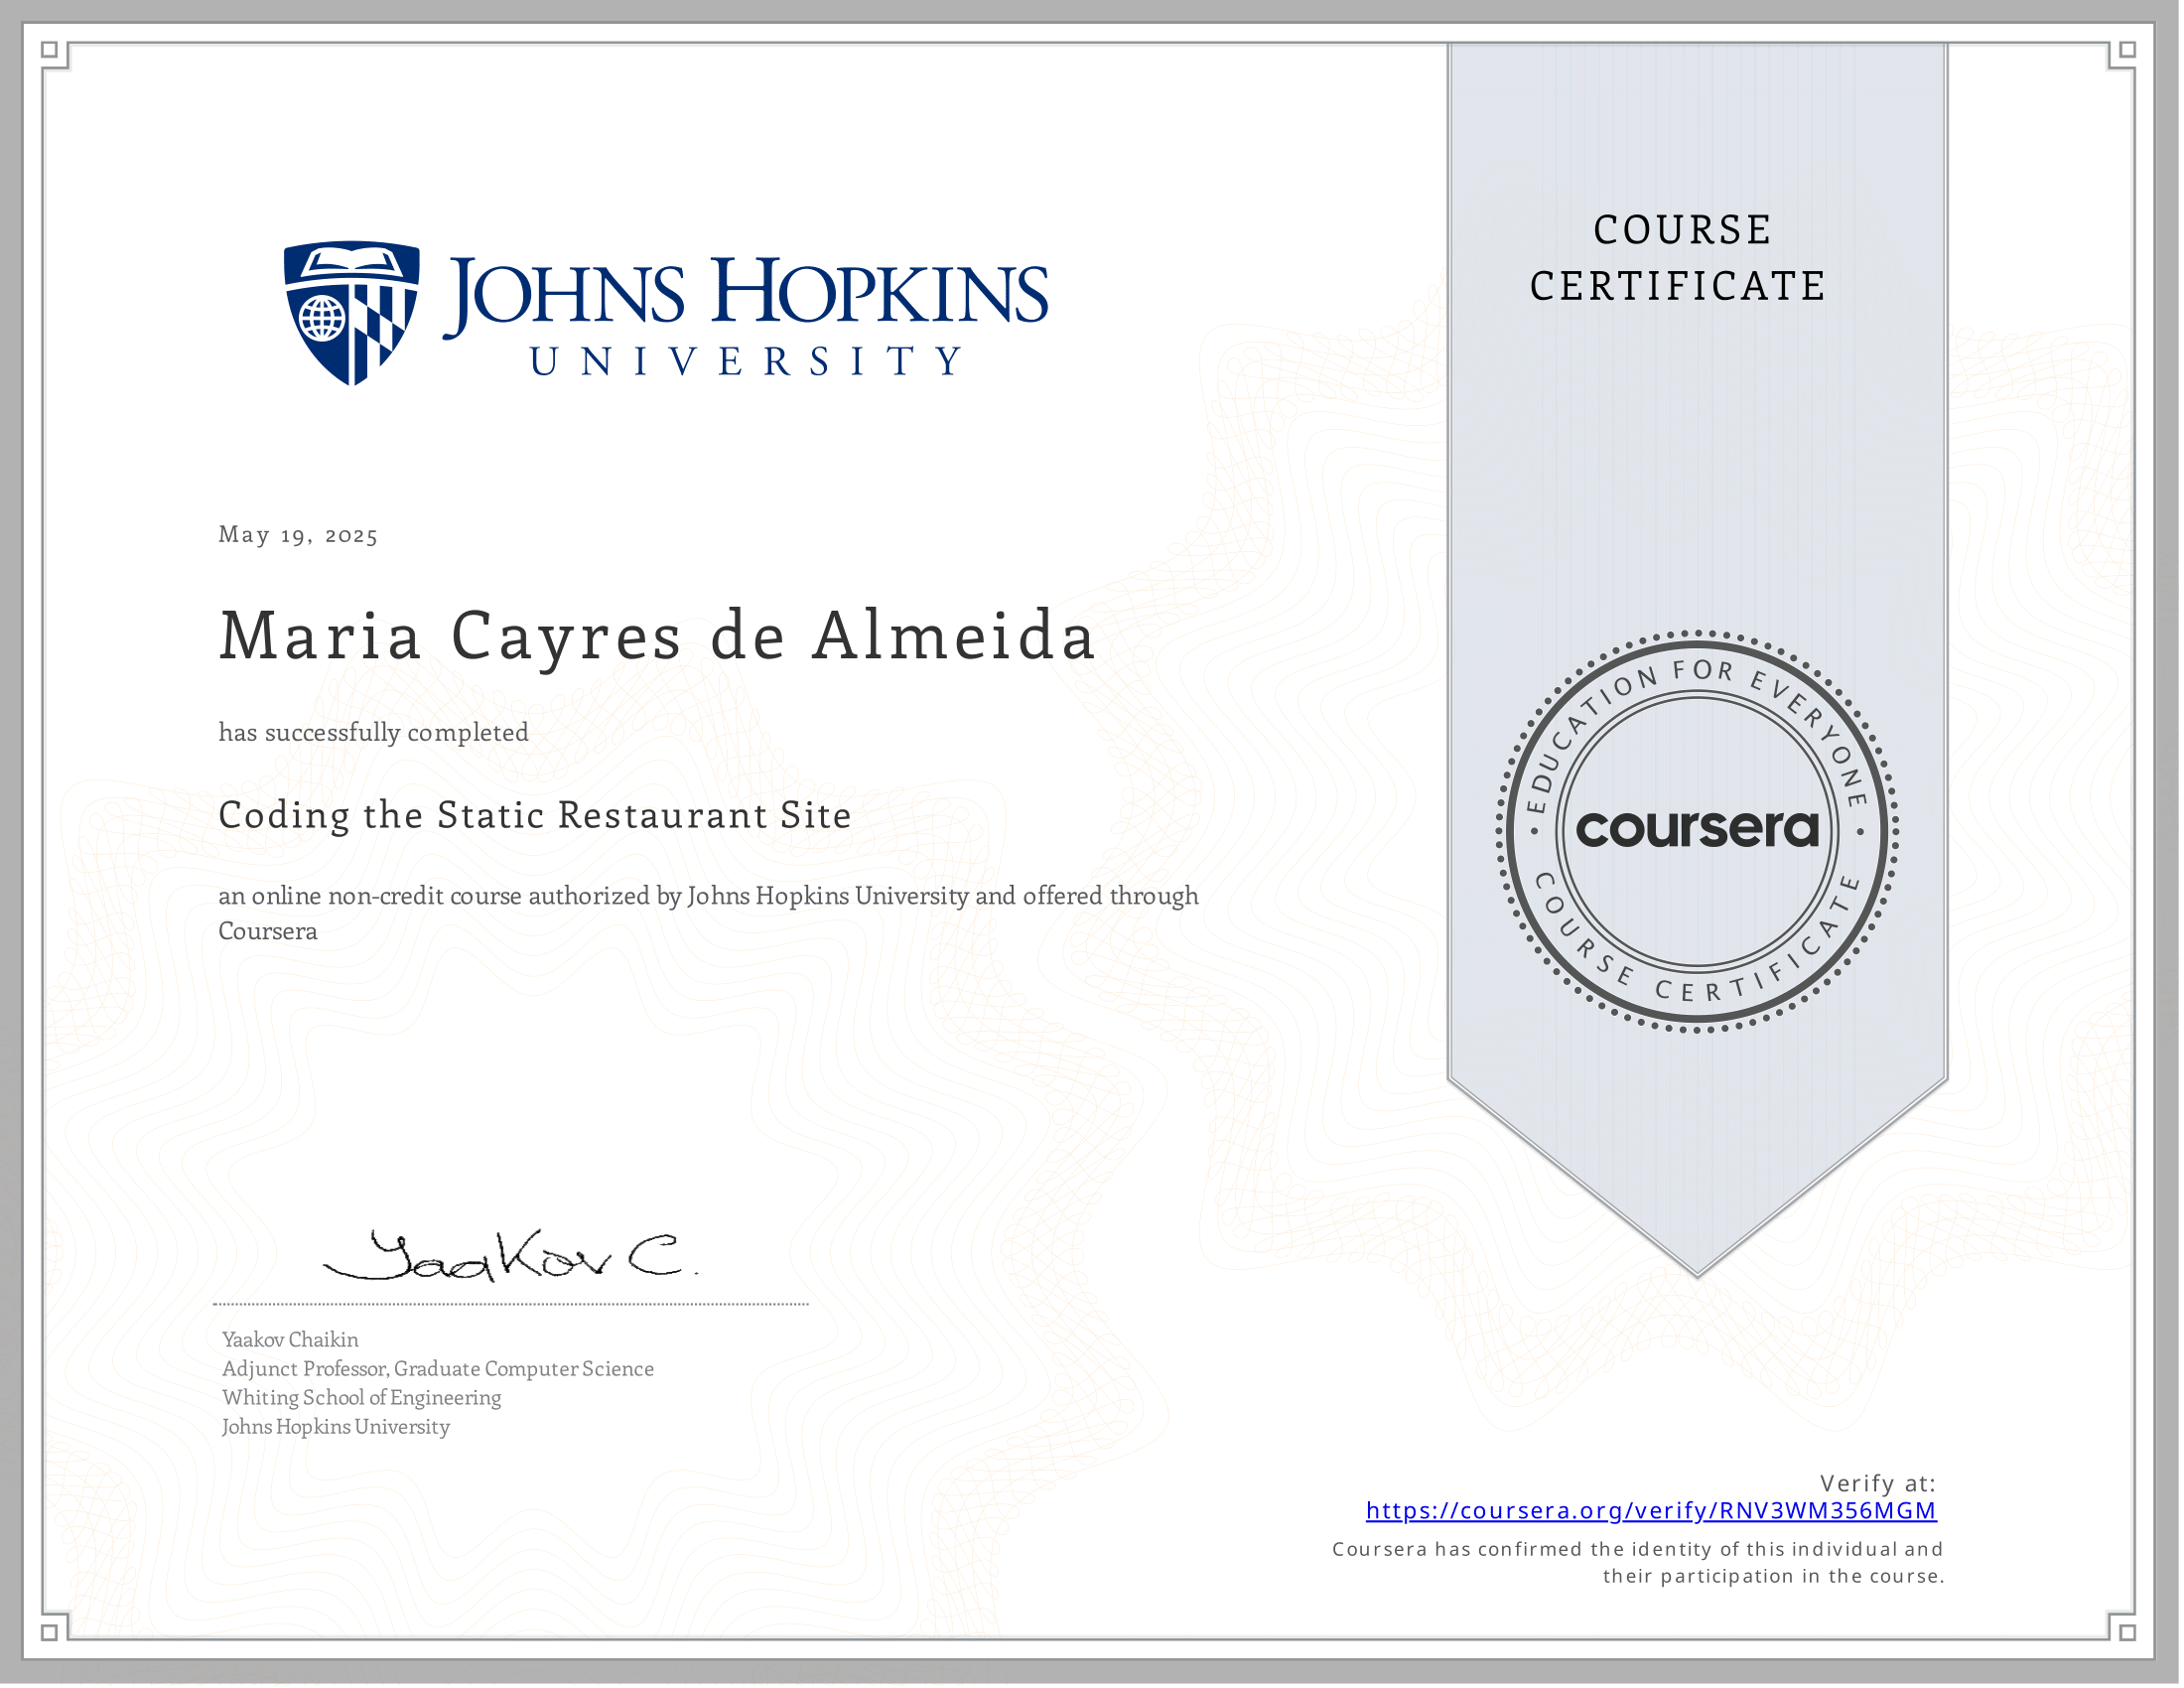 JOHNS HOPKINS
UNIVERSITY
COURSE
CERTIFICATE
May 19, 2025
Maria Cayres de Almeida
has successfully completed
Coding the Static Restaurant Site
an online non-credit course authorized by Johns Hopkins University and offered through
Coursera
EDUCATION FOR EVERYONE
coursera
COURSE CERTIFICATE
Yaakov C.
Yaakov Chaikin
Adjunct Professor, Graduate Computer Science
Whiting School of Engineering
Johns Hopkins University
Verify at:
https://coursera.org/verify/RNV3WM356MGM
Coursera has confirmed the identity of this individual and
their participation in the course.